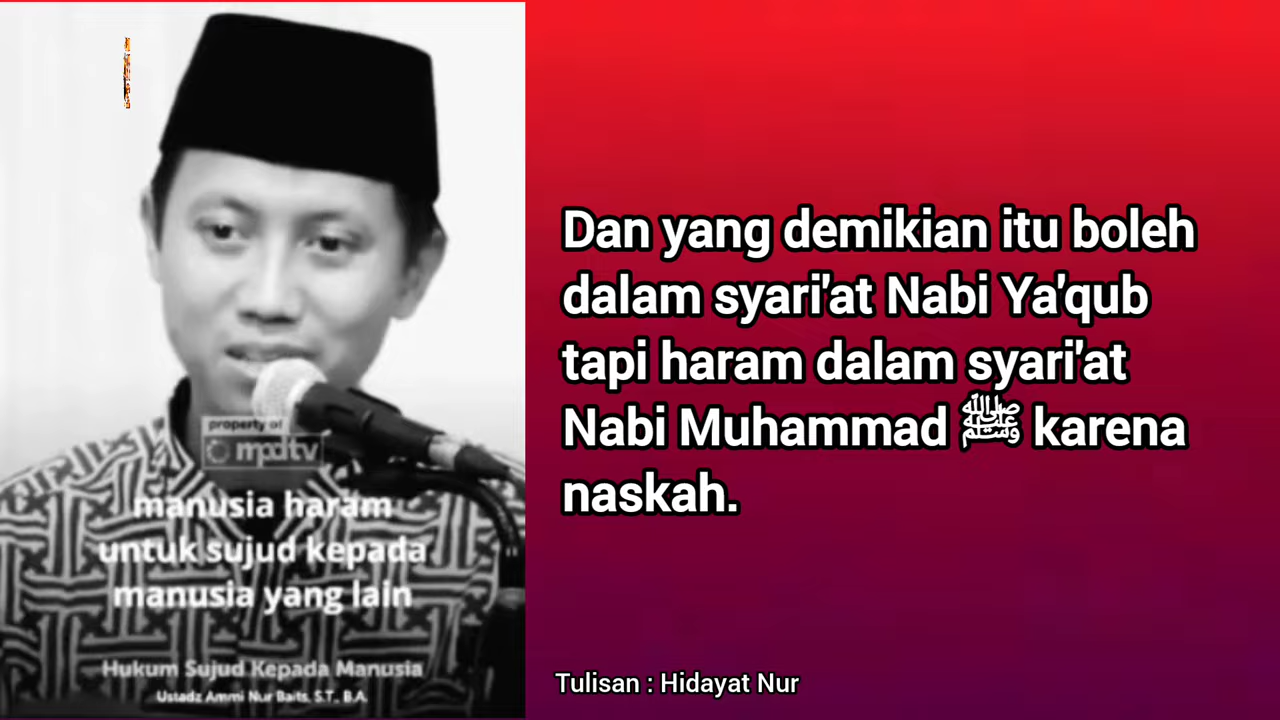 property of
mpdtv
manusia haram
untuk sujud kepada
manusia yang lain
Hukum Sujud Kepada Manusia
Ustadz Ammi Nur Baits, S.T., B.A.
Dan yang demikian itu boleh
dalam syari'at Nabi Ya'qub
tapi haram dalam syari'at
Nabi Muhammad ﷺ karena
naskah.
Tulisan : Hidayat Nur